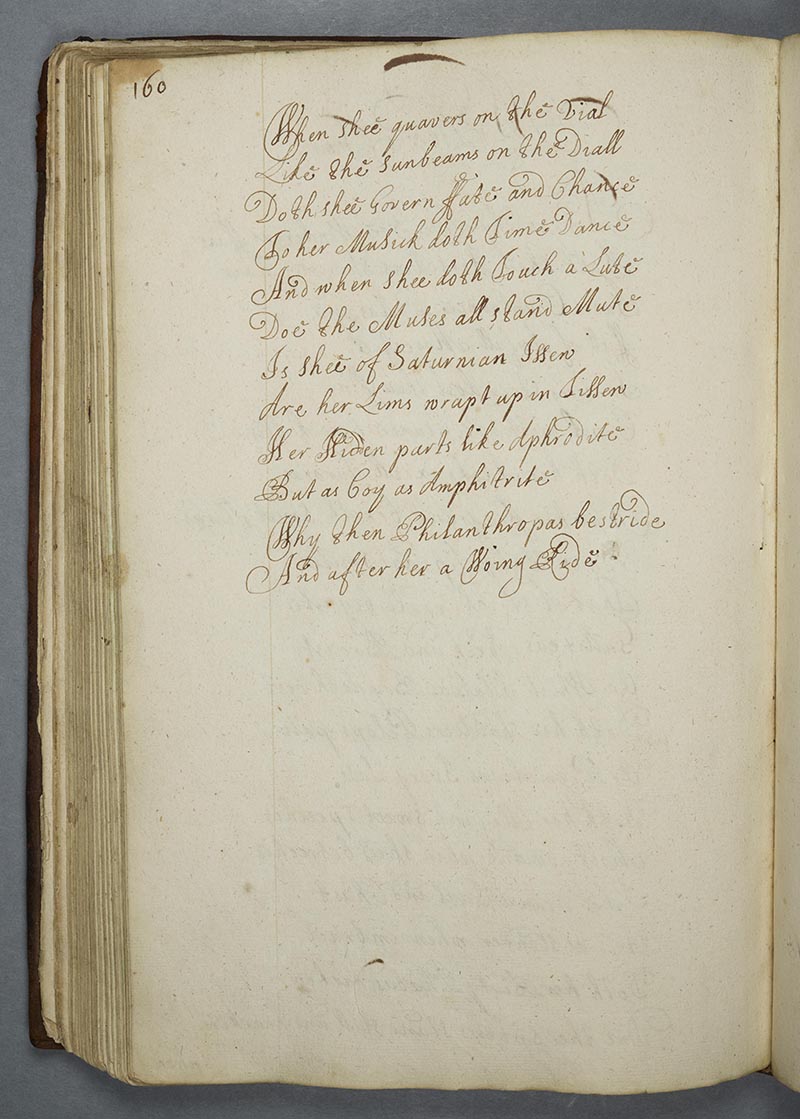 160
When shee quavers on the Vial
Like the Sunbeams on the Diall
Doth shee Govern ffate and Chance
To her Musick doth Time Dance
And when shee doth Touch a Lute
Doe the Muses all stand Mute
Is shee of Saturnian Issew
Are her Lims wrapt up in Tissew
Her Hiden parts like Aphrodite
But as Coy as Amphitrite
Why then Philanthropas bestride
And after her a Woing Ride